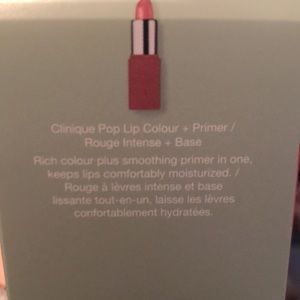 Clinique Pop Lip Colour + Primer /
Rouge Intense + Base
Rich colour plus smoothing primer in one,
keeps lips comfortably moisturized. /
Rouge à lèvres intense et base
lissante tout-en-un, laisse les lèvres
confortablement hydratées.